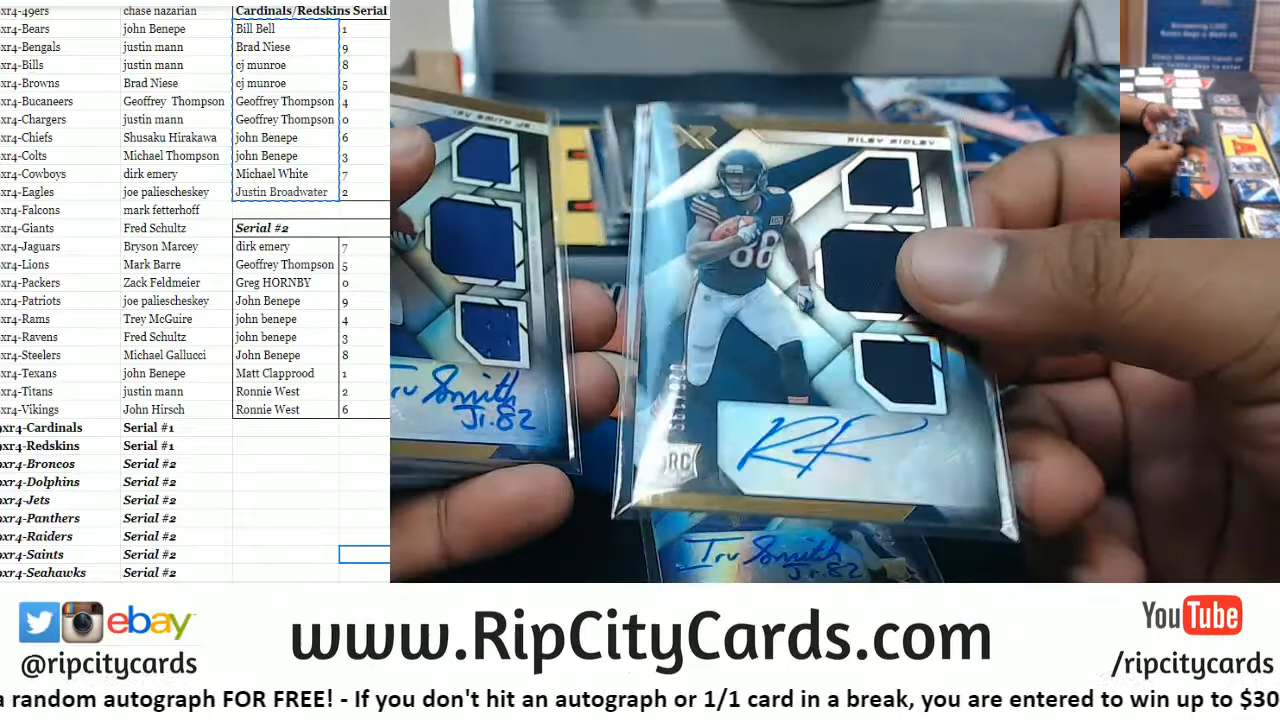 xr4-49ers chase nazarian Cardinals/Redskins Serial
xr4-Bears john Benepe Bill Bell 1
xr4-Bengals justin mann Brad Niese 9
xr4-Bills justin mann cj munroe 8
xr4-Browns Brad Niese cj munroe 5
xr4-Bucaneers Geoffrey Thompson Geoffrey Thompson 4
xr4-Chargers justin mann Geoffrey Thompson 0
xr4-Chiefs Shusaku Hirakawa john Benepe 6
xr4-Colts Michael Thompson john Benepe 3
xr4-Cowboys dirk emery Michael White 7
xr4-Eagles joe paliescheskey Justin Broadwater 2
xr4-Falcons mark fetterhoff
xr4-Giants Fred Schultz Serial #2
xr4-Jaguars Bryson Marcey dirk emery 7
xr4-Lions Mark Barre Geoffrey Thompson 5
xr4-Packers Zack Feldmeier Greg HORNBY 0
xr4-Patriots joe paliescheskey John Benepe 9
xr4-Rams Trey McGuire john benepe 4
xr4-Ravens Fred Schultz john benepe 3
xr4-Steelers Michael Gallucci John Benepe 8
xr4-Texans john Benepe Matt Clapprood 1
xr4-Titans justin mann Ronnie West 2
xr4-Vikings John Hirsch Ronnie West 6
xr4-Cardinals Serial #1
xr4-Redskins Serial #1
xr4-Broncos Serial #2
xr4-Dolphins Serial #2
xr4-Jets Serial #2
xr4-Panthers Serial #2
xr4-Raiders Serial #2
xr4-Saints Serial #2
xr4-Seahawks Serial #2
IRV SMITH JR.
XR
RILEY RIDLEY
88
RC
Irv Smith
Jr. 82
RR
Irv Smith
Jr. 82
ebay
@ripcitycards
www.RipCityCards.com
YouTube
/ripcitycards
a random autograph FOR FREE! - If you don't hit an autograph or 1/1 card in a break, you are entered to win up to $30